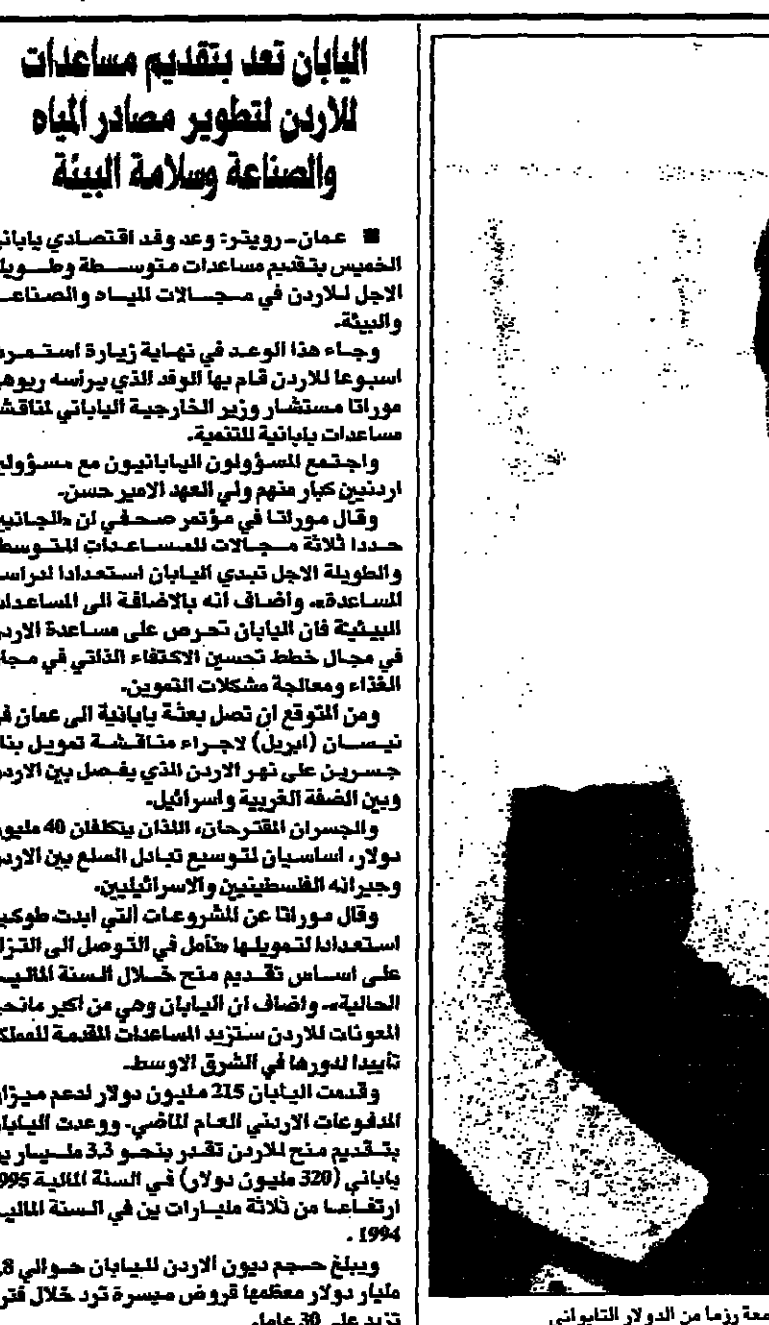 اليابان تعد بتقديم مساعدات
للاردن لتطوير مصادر المياه
والصناعة وسلامة البيئة
عمان- رويتر: وعد وفد اقتصادي ياباني
الخميس بتقديم مساعدات متوسطة وطويلة
الاجل للاردن في مجالات المياه والصناعـ
والبيئة.
وجاء هذا الوعد في نهاية زيارة استمرت
اسبوعا للاردن قام بها الوفد الذي يرأسه ريوهي
موراتا مستشار وزير الخارجية الياباني لمناقشة
مساعدات يابانية للتنمية.
واجتمع المسؤولون اليابانيون مع مسؤولين
اردنيين كبار منهم ولي العهد الامير حسن.
وقال موراتا في مؤتمر صحفي ان «الجانبين
حددا ثلاثة مجالات للمساعدات المتوسطة
والطويلة الاجل تبدي اليابان استعدادا لدراسة
المساعدة». واضاف انه بالاضافة الى المساعدات
البيئية فان اليابان تحرص على مساعدة الاردن
في مجال خطط تحسين الاكتفاء الذاتي في مجا
الغذاء ومعالجة مشكلات التموين.
ومن المتوقع ان تصل بعثة يابانية الى عمان في
نيسان (ابريل) لاجراء مناقشة تمويل بنا
جسرين على نهر الاردن الذي يفصل بين الاردن
وبين الضفة الغربية واسرائيل.
والجسران المقترحان، اللذان يتكلفان 40 مليون
دولار، اساسيان لتوسيع تبادل السلع بين الاردن
وجيرانه الفلسطينيين والاسرائيليين.
وقال موراتا عن المشروعات التي ابدت طوكيو
استعدادا لتمويلها «نأمل في التوصل الى التزا
على اساس تقديم منح خلال السنة المالية
الحالية». واضاف ان اليابان وهي من اكبر مانحي
المعونات للاردن ستزيد المساعدات المقدمة للمملكة
تأييدا لدورها في الشرق الاوسط.
وقدمت اليابان 215 مليون دولار لدعم ميزان
المدفوعات الاردني العام الماضي. ووعدت اليابان
بتقديم منح للاردن تقدر بنحو 3.3 مليار ين
ياباني (320 مليون دولار) في السنة المالية 1995
ارتفاعا من ثلاثة مليارات ين في السنة المالية
1994 .
ويبلغ حجم ديون الاردن لليابان حوالي
مليار دولار معظمها قروض ميسرة ترد خلال فترة
تزيد على 30 عاما.
رزما من الدولار التايواني